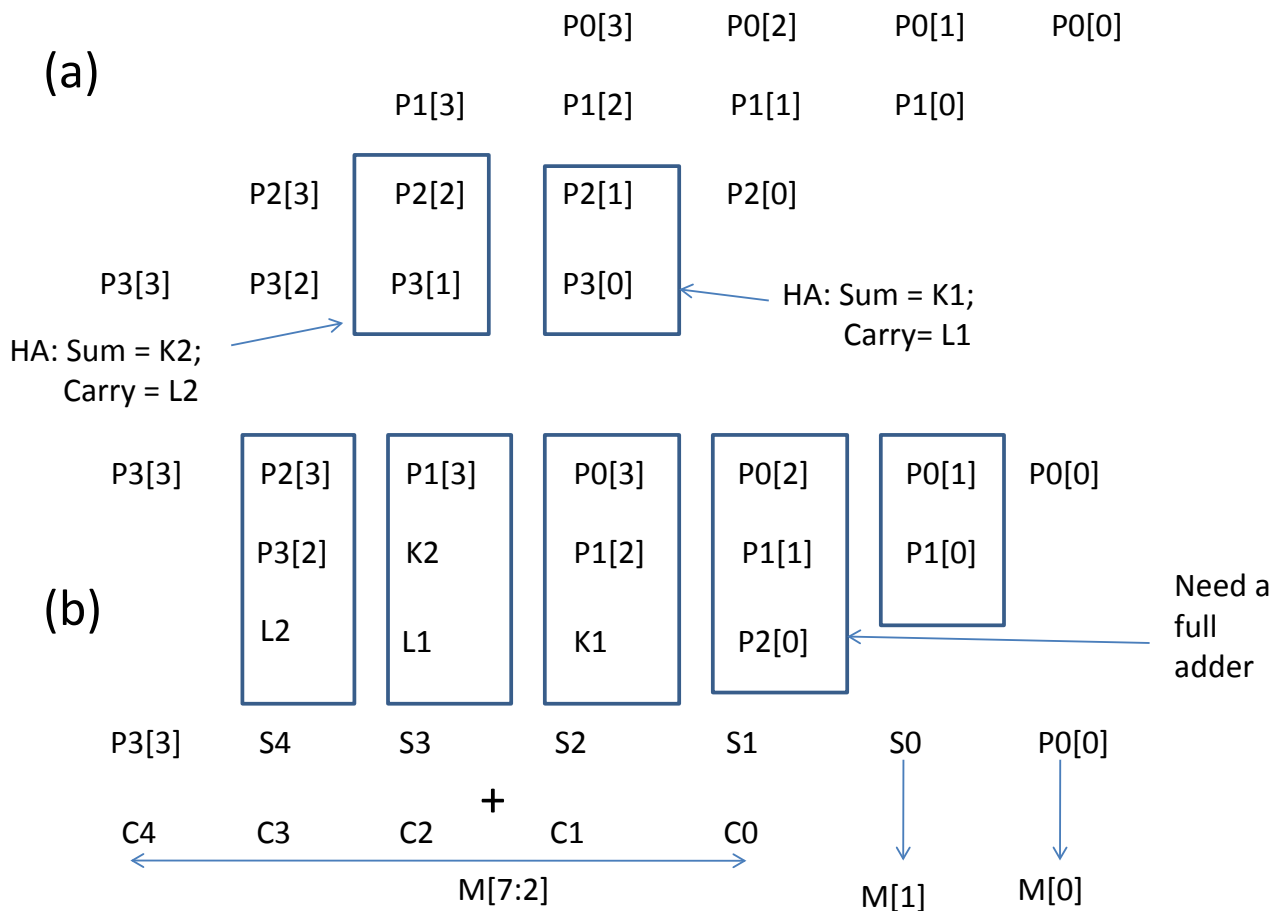 P0[3] P0[2] P0[1] P0[0]
(a)
P1[3] P1[2] P1[1] P1[0]
P2[3] P2[2] P2[1] P2[0]
P3[3] P3[2] P3[1] P3[0]
HA: Sum = K1;
Carry= L1
HA: Sum = K2;
Carry = L2
P3[3] P2[3] P1[3] P0[3] P0[2] P0[1] P0[0]
P3[2] K2 P1[2] P1[1] P1[0]
(b)
L2 L1 K1 P2[0]
Need a
full
adder
P3[3] S4 S3 S2 S1 S0 P0[0]
+
C4 C3 C2 C1 C0
M[7:2] M[1] M[0]